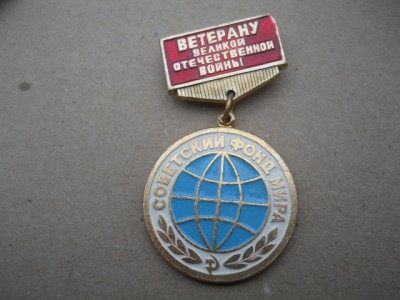 ВЕТЕРАНУ
ВЕЛИКОЙ
ОТЕЧЕСТВЕННОЙ
ВОЙНЫ
СОВЕТСКИЙ ФОНД МИРА